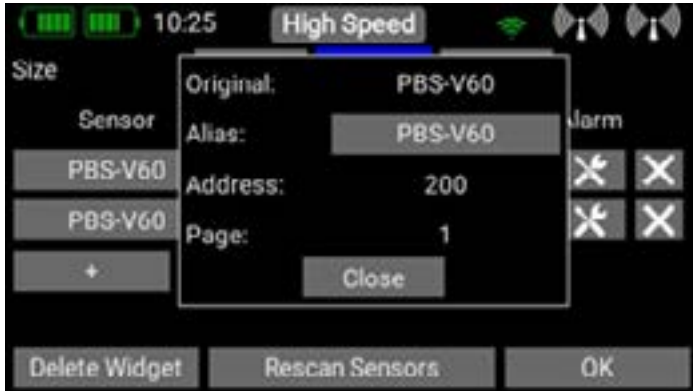 10:25 High Speed
Size
Original: PBS-V60
Sensor
Alias: PBS-V60
larm
PBS-V60
Address: 200
PBS-V60
Page: 1
+
Close
Delete Widget Rescan Sensors OK